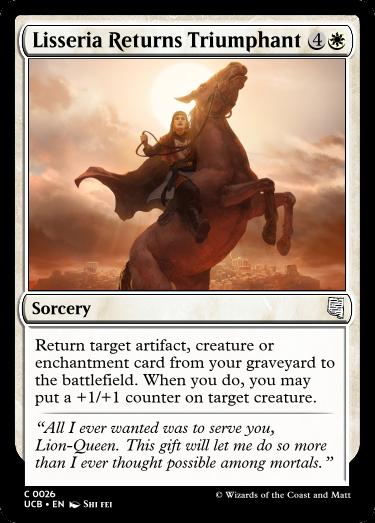 Lisseria Returns Triumphant 4
Sorcery
Return target artifact, creature or
enchantment card from your graveyard to
the battlefield. When you do, you may
put a +1/+1 counter on target creature.
“All I ever wanted was to serve you,
Lion-Queen. This gift will let me do so more
than I ever thought possible among mortals.”
C 0026
UCB • EN SHI FEI
© Wizards of the Coast and Matt